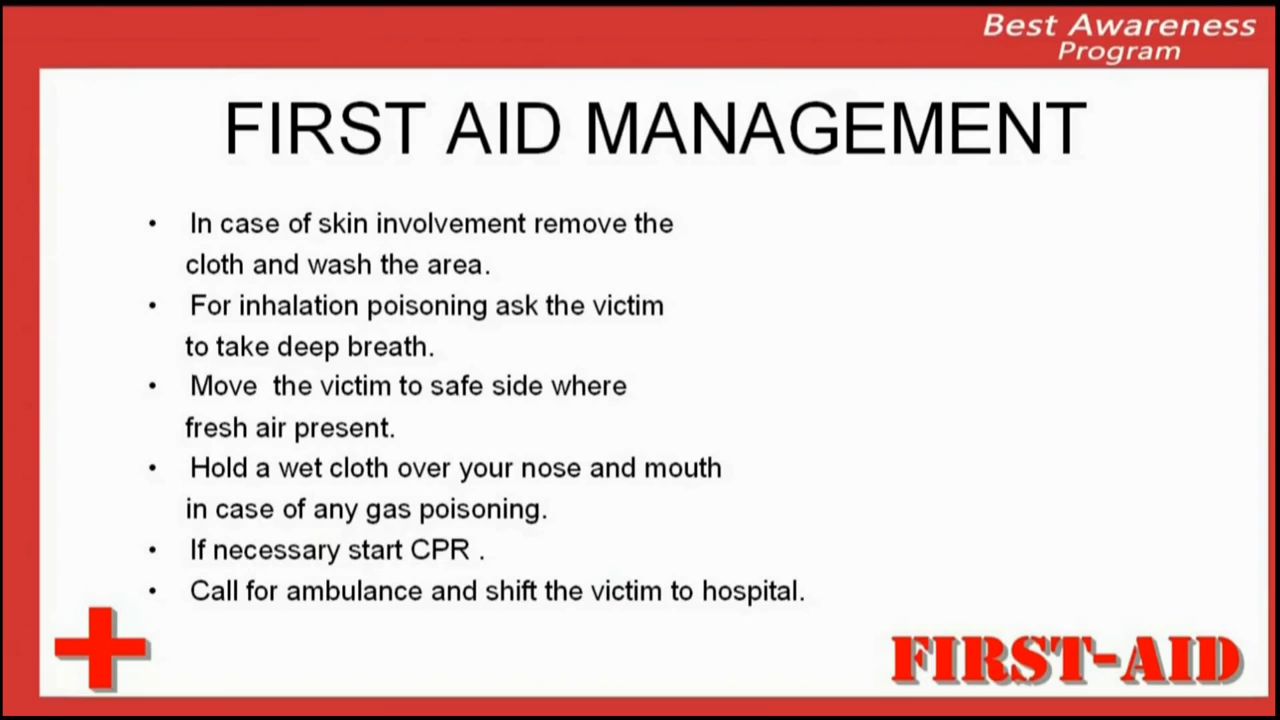 Best Awareness
Program
FIRST AID MANAGEMENT
• In case of skin involvement remove the
cloth and wash the area.
• For inhalation poisoning ask the victim
to take deep breath.
• Move the victim to safe side where
fresh air present.
• Hold a wet cloth over your nose and mouth
in case of any gas poisoning.
• If necessary start CPR .
• Call for ambulance and shift the victim to hospital.
FIRST-AID